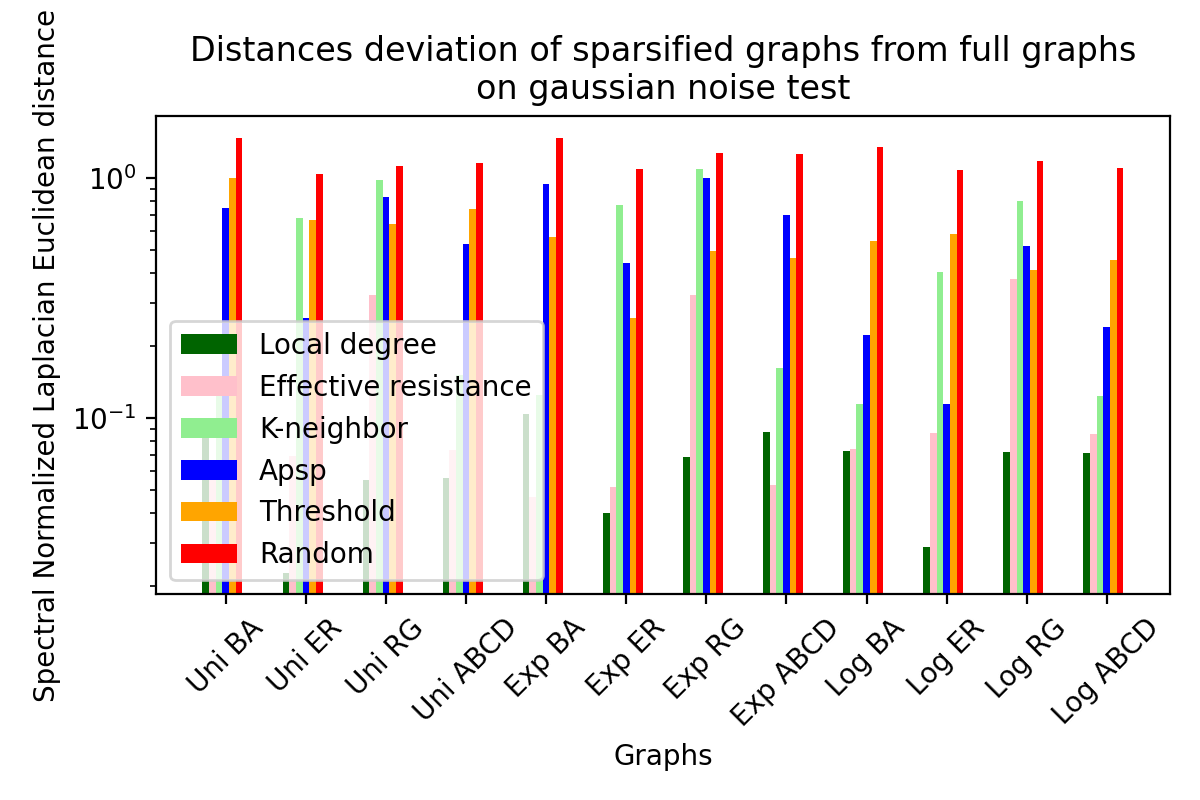 Distances deviation of sparsified graphs from full graphs
on gaussian noise test
Spectral Normalized Laplacian Euclidean distance
10⁰
10⁻¹
Local degree
Effective resistance
K-neighbor
Apsp
Threshold
Random
Uni BA
Uni ER
Uni RG
Uni ABCD
Exp BA
Exp ER
Exp RG
Exp ABCD
Log BA
Log ER
Log RG
Log ABCD
Graphs